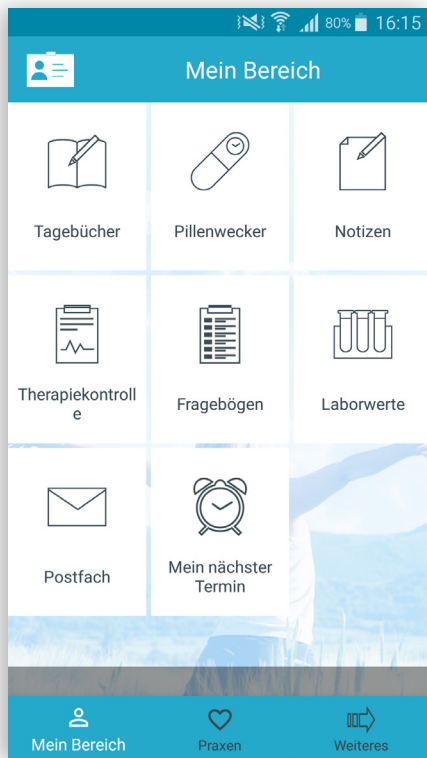 80% 16:15
Mein Bereich
Tagebücher
Pillenwecker
Notizen
Therapiekontroll
e
Fragebögen
Laborwerte
Postfach
Mein nächster
Termin
Mein Bereich
Praxen
Weiteres